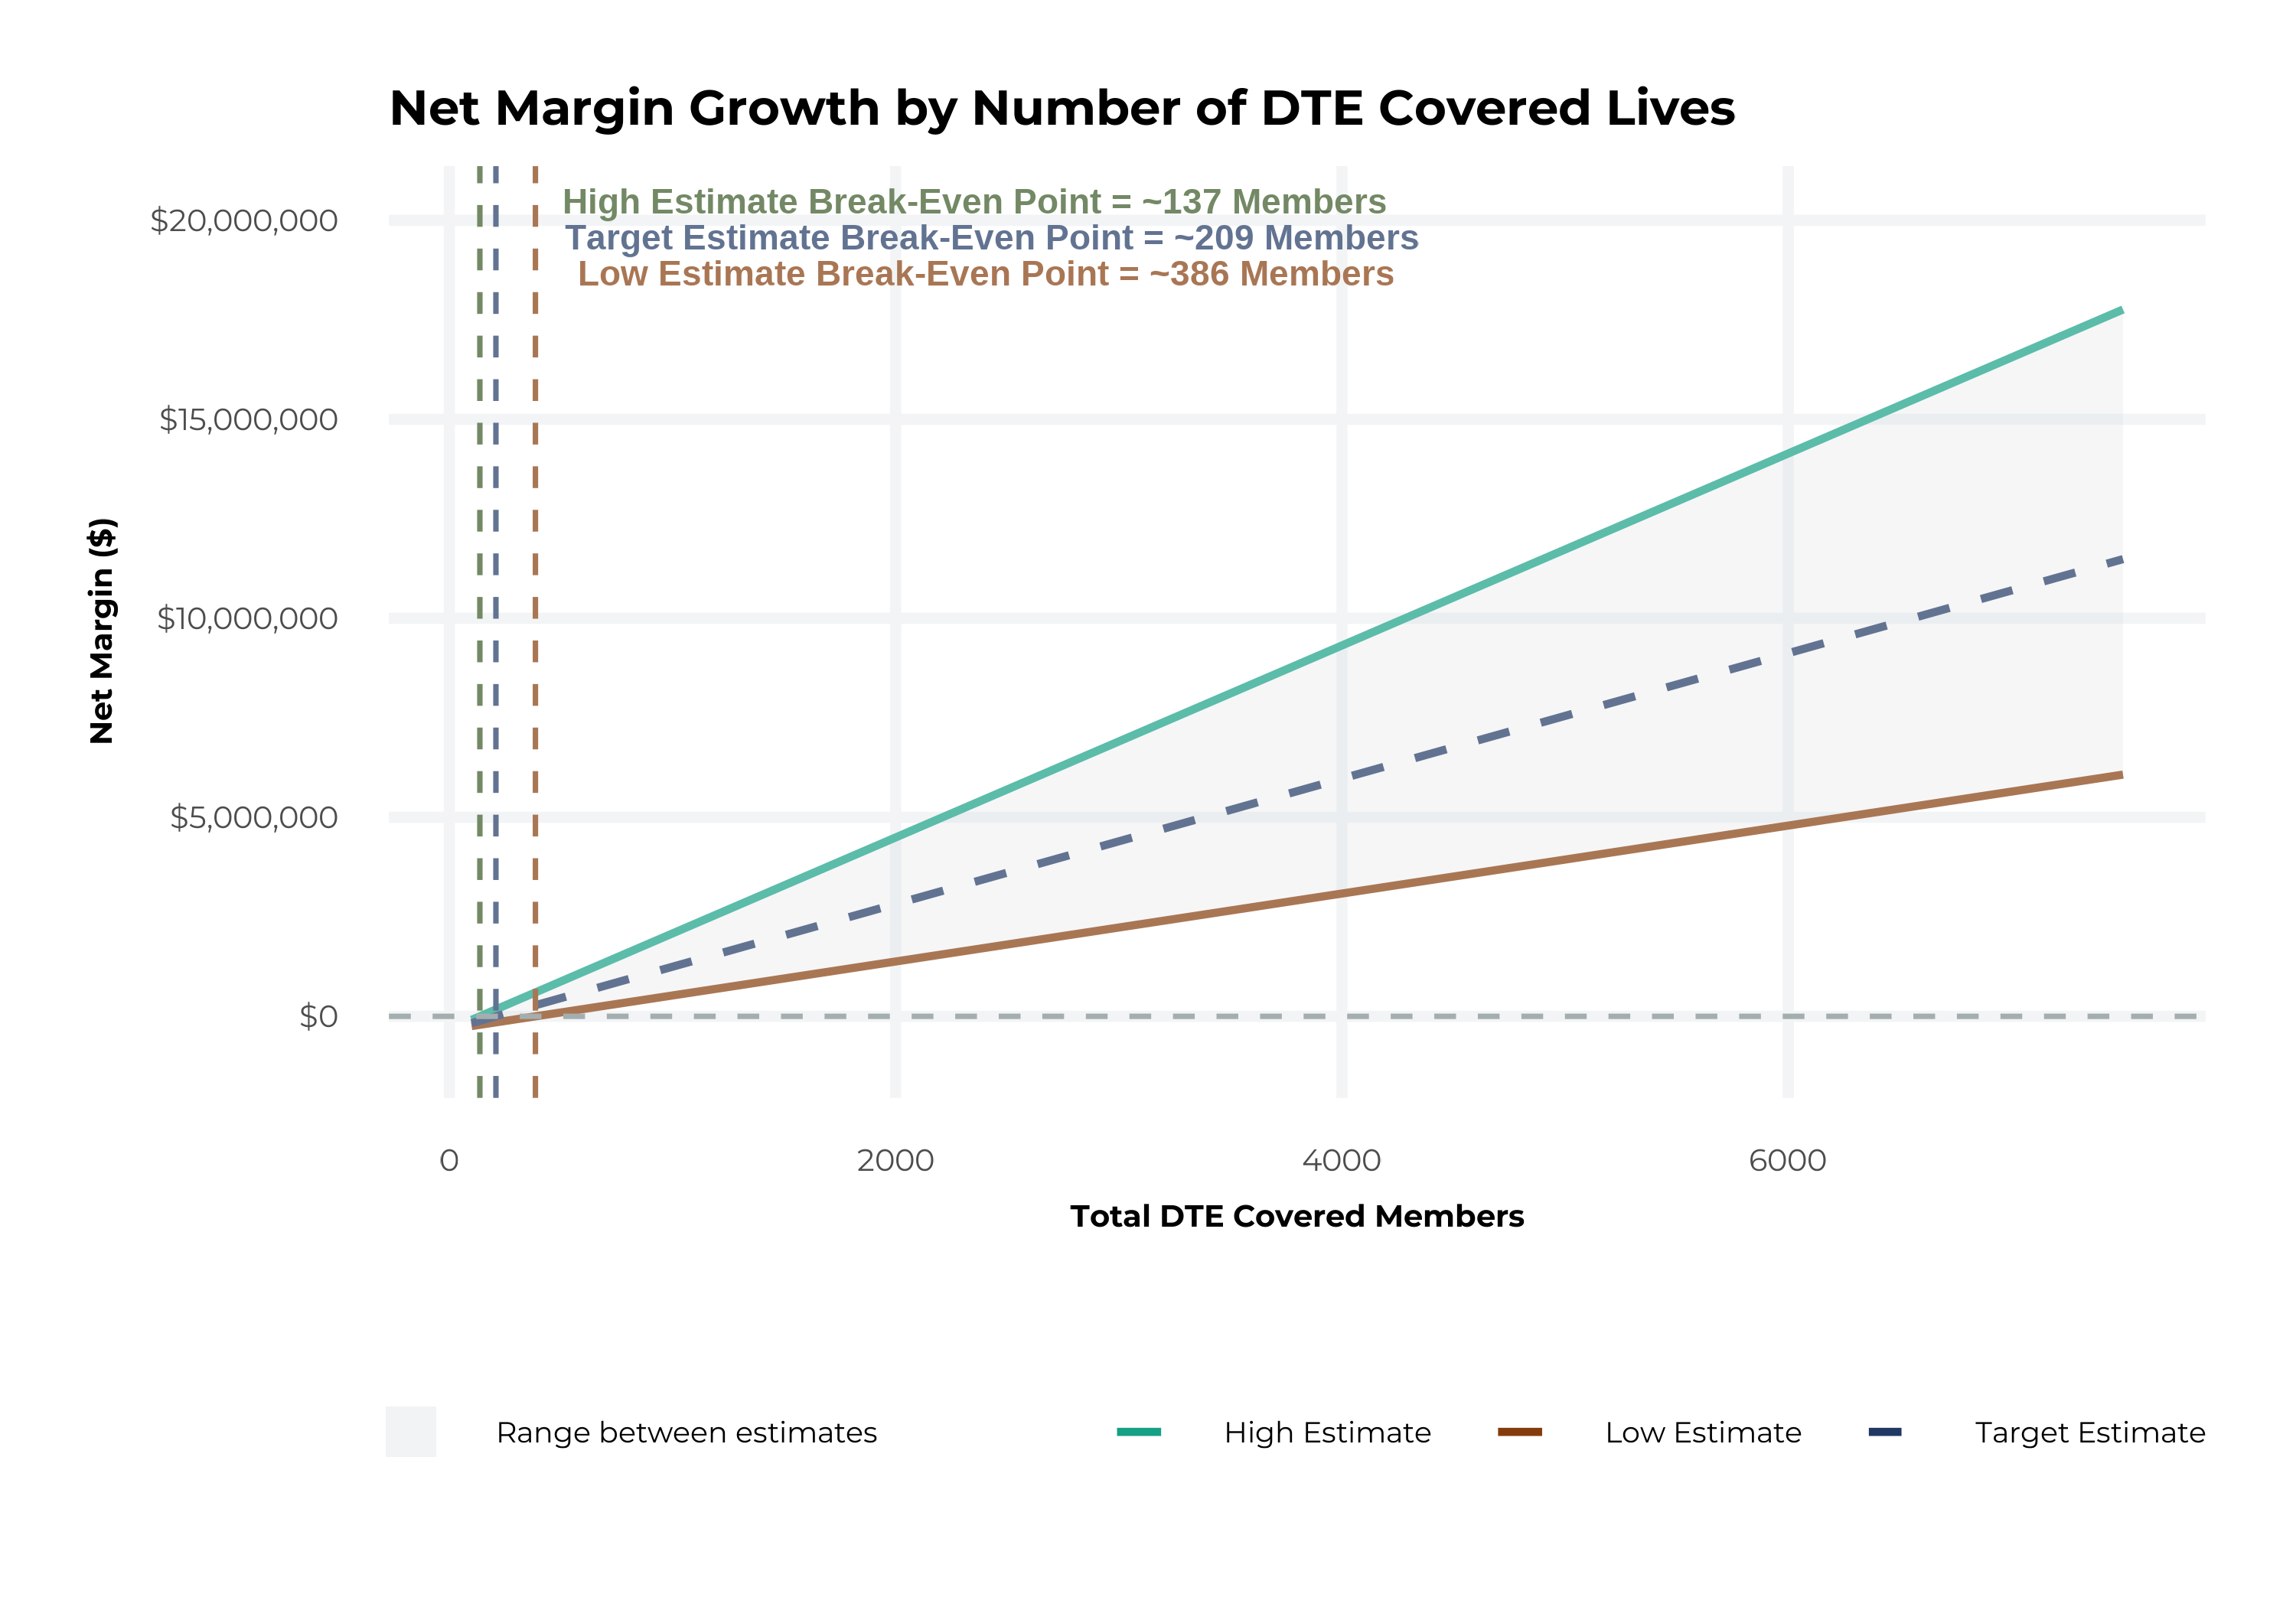 Net Margin Growth by Number of DTE Covered Lives
High Estimate Break-Even Point = ~137 Members
Target Estimate Break-Even Point = ~209 Members
Low Estimate Break-Even Point = ~386 Members
$20,000,000
$15,000,000
$10,000,000
$5,000,000
$0
Net Margin ($)
0 2000 4000 6000
Total DTE Covered Members
Range between estimates High Estimate Low Estimate Target Estimate